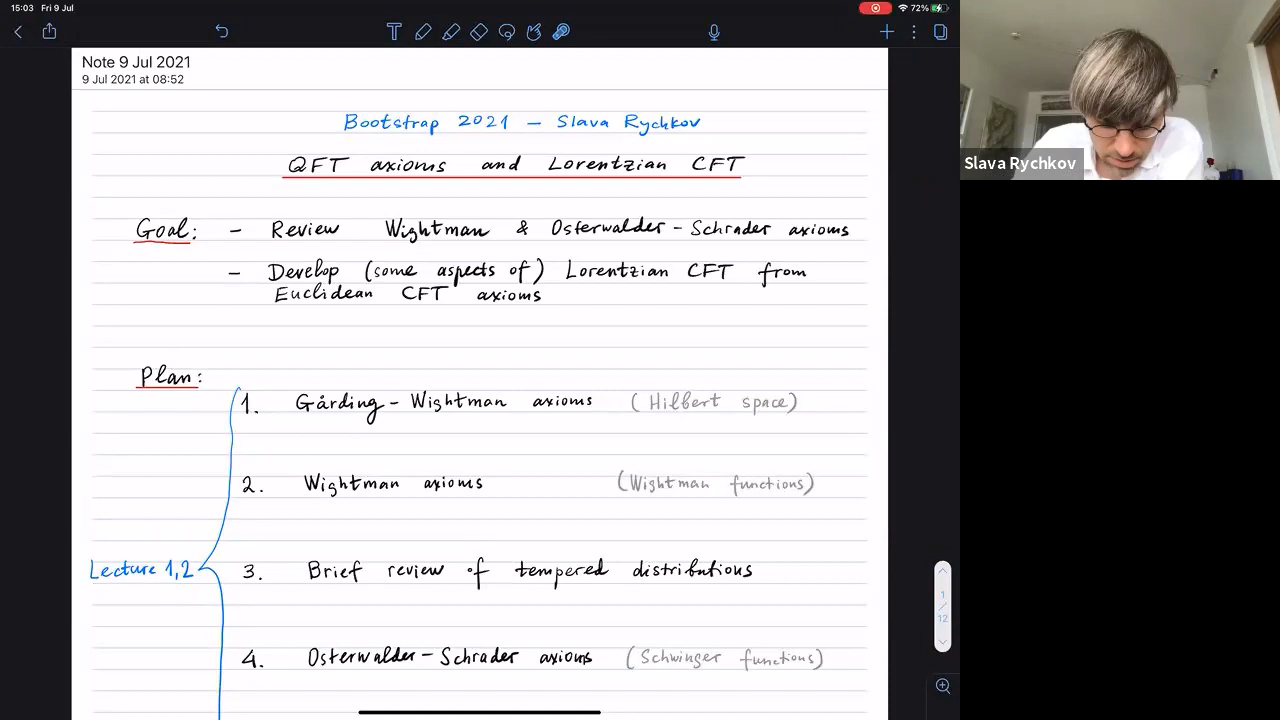 15:03 Fri 9 Jul
72%
Note 9 Jul 2021
9 Jul 2021 at 08:52
Bootstrap 2021 – Slava Rychkov
QFT axioms and Lorentzian CFT
Goal: – Review Wightman & Osterwalder – Schrader axioms
– Develop (some aspects of) Lorentzian CFT from
Euclidean CFT axioms
Plan:
1. Gårding – Wightman axioms (Hilbert space)
2. Wightman axioms (Wightman functions)
Lecture 1,2
3. Brief review of tempered distributions
4. Osterwalder – Schrader axioms (Schwinger functions)
1
/
12
Slava Rychkov